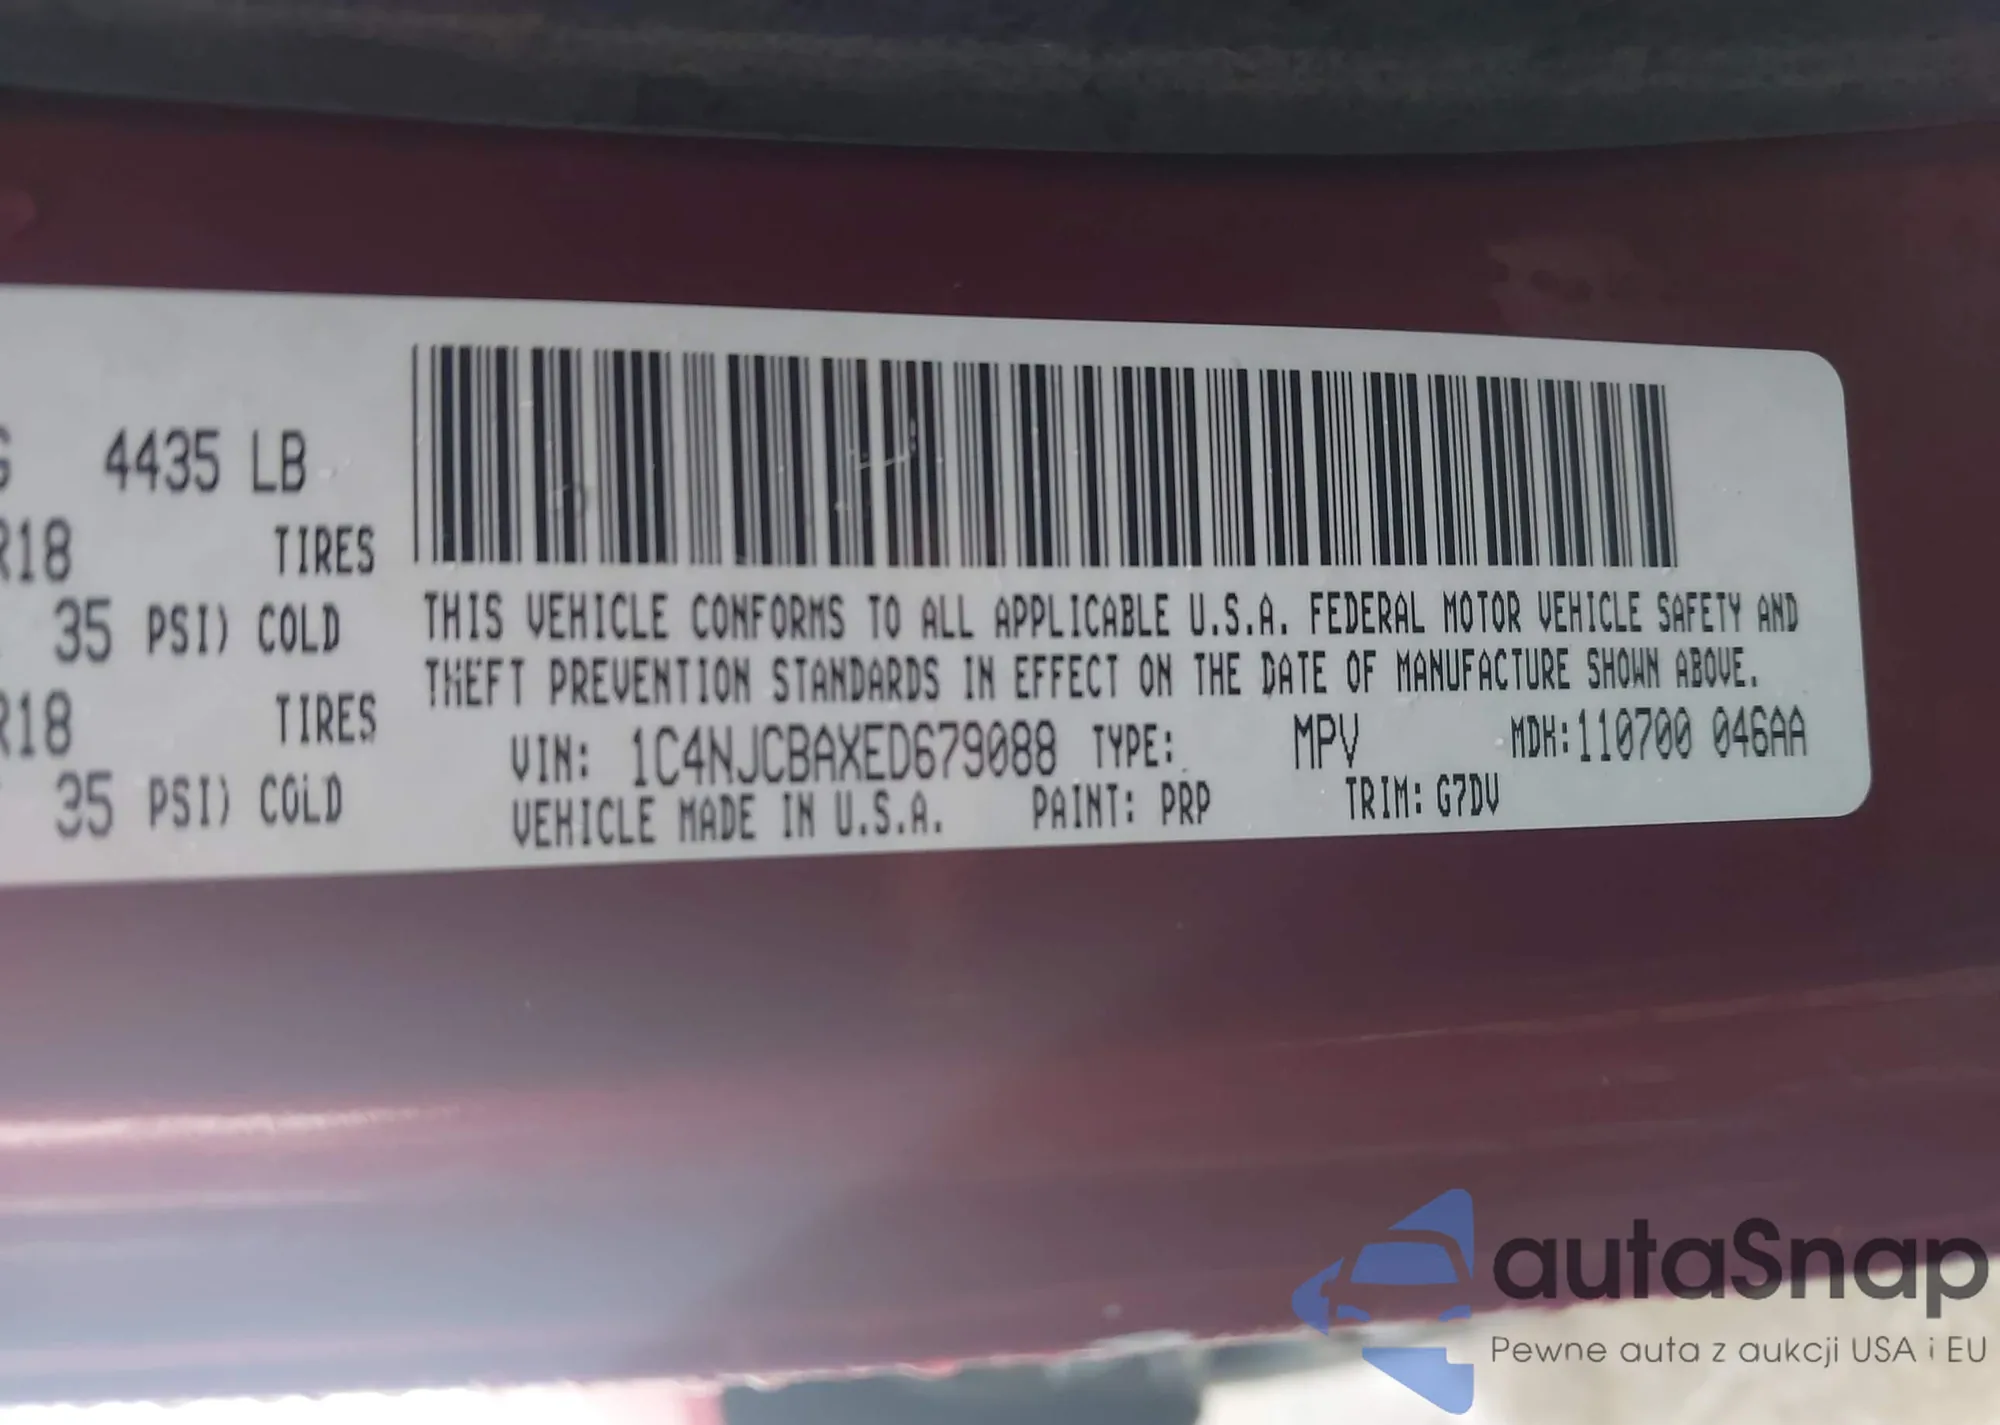 4435 LB
R18 TIRES
35 PSI) COLD
R18 TIRES
35 PSI) COLD
THIS VEHICLE CONFORMS TO ALL APPLICABLE U.S.A. FEDERAL MOTOR VEHICLE SAFETY AND
THEFT PREVENTION STANDARDS IN EFFECT ON THE DATE OF MANUFACTURE SHOWN ABOVE.
VIN: 1C4NJCBAXED679088 TYPE: MPV MDH:110700 046AA
VEHICLE MADE IN U.S.A. PAINT: PRP TRIM: G7DV
autaSnap
Pewne auta z aukcji USA i EU